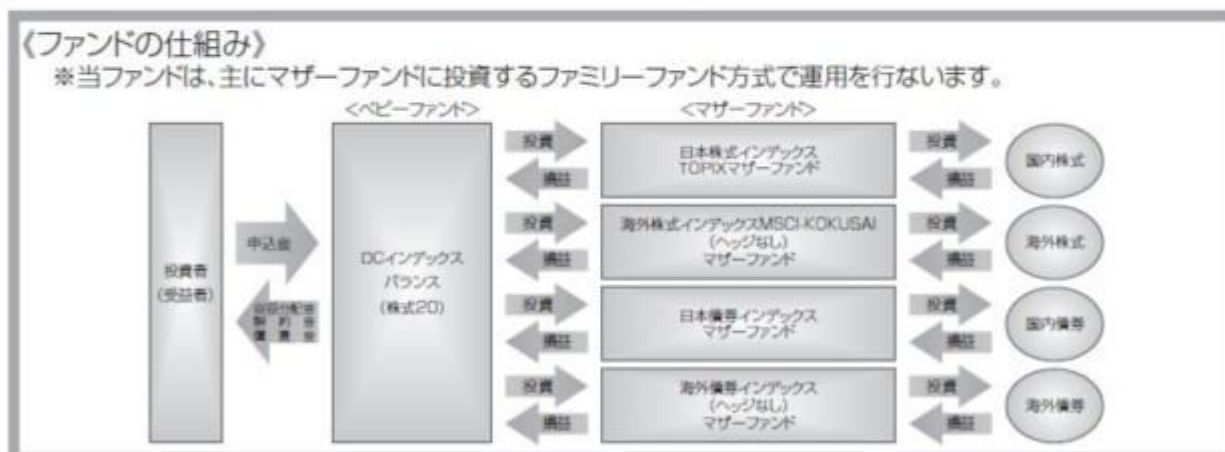 《ファンドの仕組み》
※当ファンドは、主にマザーファンドに投資するファミリーファンド方式で運用を行ないます。
<ベビーファンド>
<マザーファンド>
投資者
(受益者)
申込金
収益分配金
解約金
償還金
DCインデックス
バランス
(株式20)
投資
損益
日本株式インデックス
TOPIXマザーファンド
投資
損益
国内株式
投資
損益
海外株式インデックスMSCI-KOKUSAI
(ヘッジなし)
マザーファンド
投資
損益
海外株式
投資
損益
日本債券インデックス
マザーファンド
投資
損益
国内債券
投資
損益
海外債券インデックス
(ヘッジなし)
マザーファンド
投資
損益
海外債券